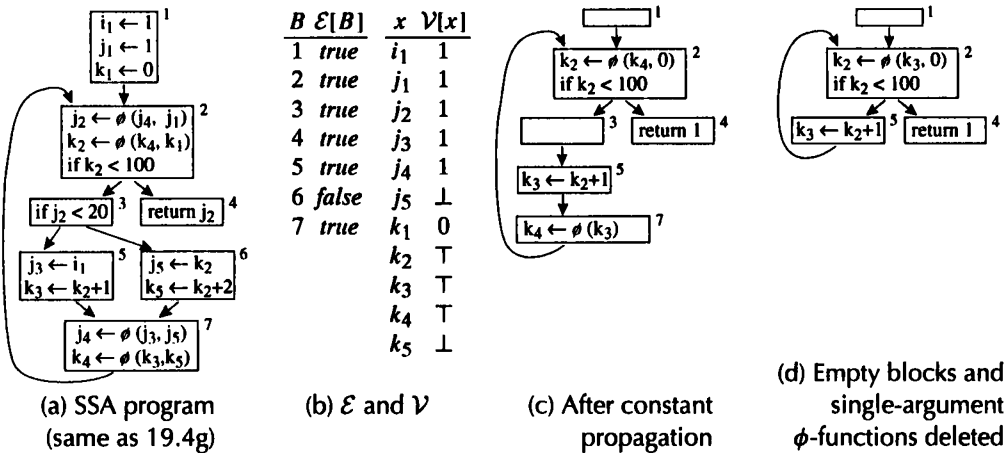 i₁ ← 1 1
j₁ ← 1
k₁ ← 0
j₂ ← ø (j₄, j₁) 2
k₂ ← ø (k₄, k₁)
if k₂ < 100
if j₂ < 20 3
return j₂ 4
j₃ ← i₁ 5
k₃ ← k₂+1
j₅ ← k₂ 6
k₅ ← k₂+2
j₄ ← ø (j₃, j₅) 7
k₄ ← ø (k₃,k₅)
(a) SSA program
(same as 19.4g)
B ℰ[B]
1 true
2 true
3 true
4 true
5 true
6 false
7 true
x 𝒱[x]
i₁ 1
j₁ 1
j₂ 1
j₃ 1
j₄ 1
j₅ ⊥
k₁ 0
k₂ ⊤
k₃ ⊤
k₄ ⊤
k₅ ⊥
(b) ℰ and 𝒱
1
k₂ ← ø (k₄, 0) 2
if k₂ < 100
3
return 1 4
k₃ ← k₂+1 5
k₄ ← ø (k₃) 7
(c) After constant
propagation
1
k₂ ← ø (k₃, 0) 2
if k₂ < 100
k₃ ← k₂+1 5
return 1 4
(d) Empty blocks and
single-argument
ø-functions deleted